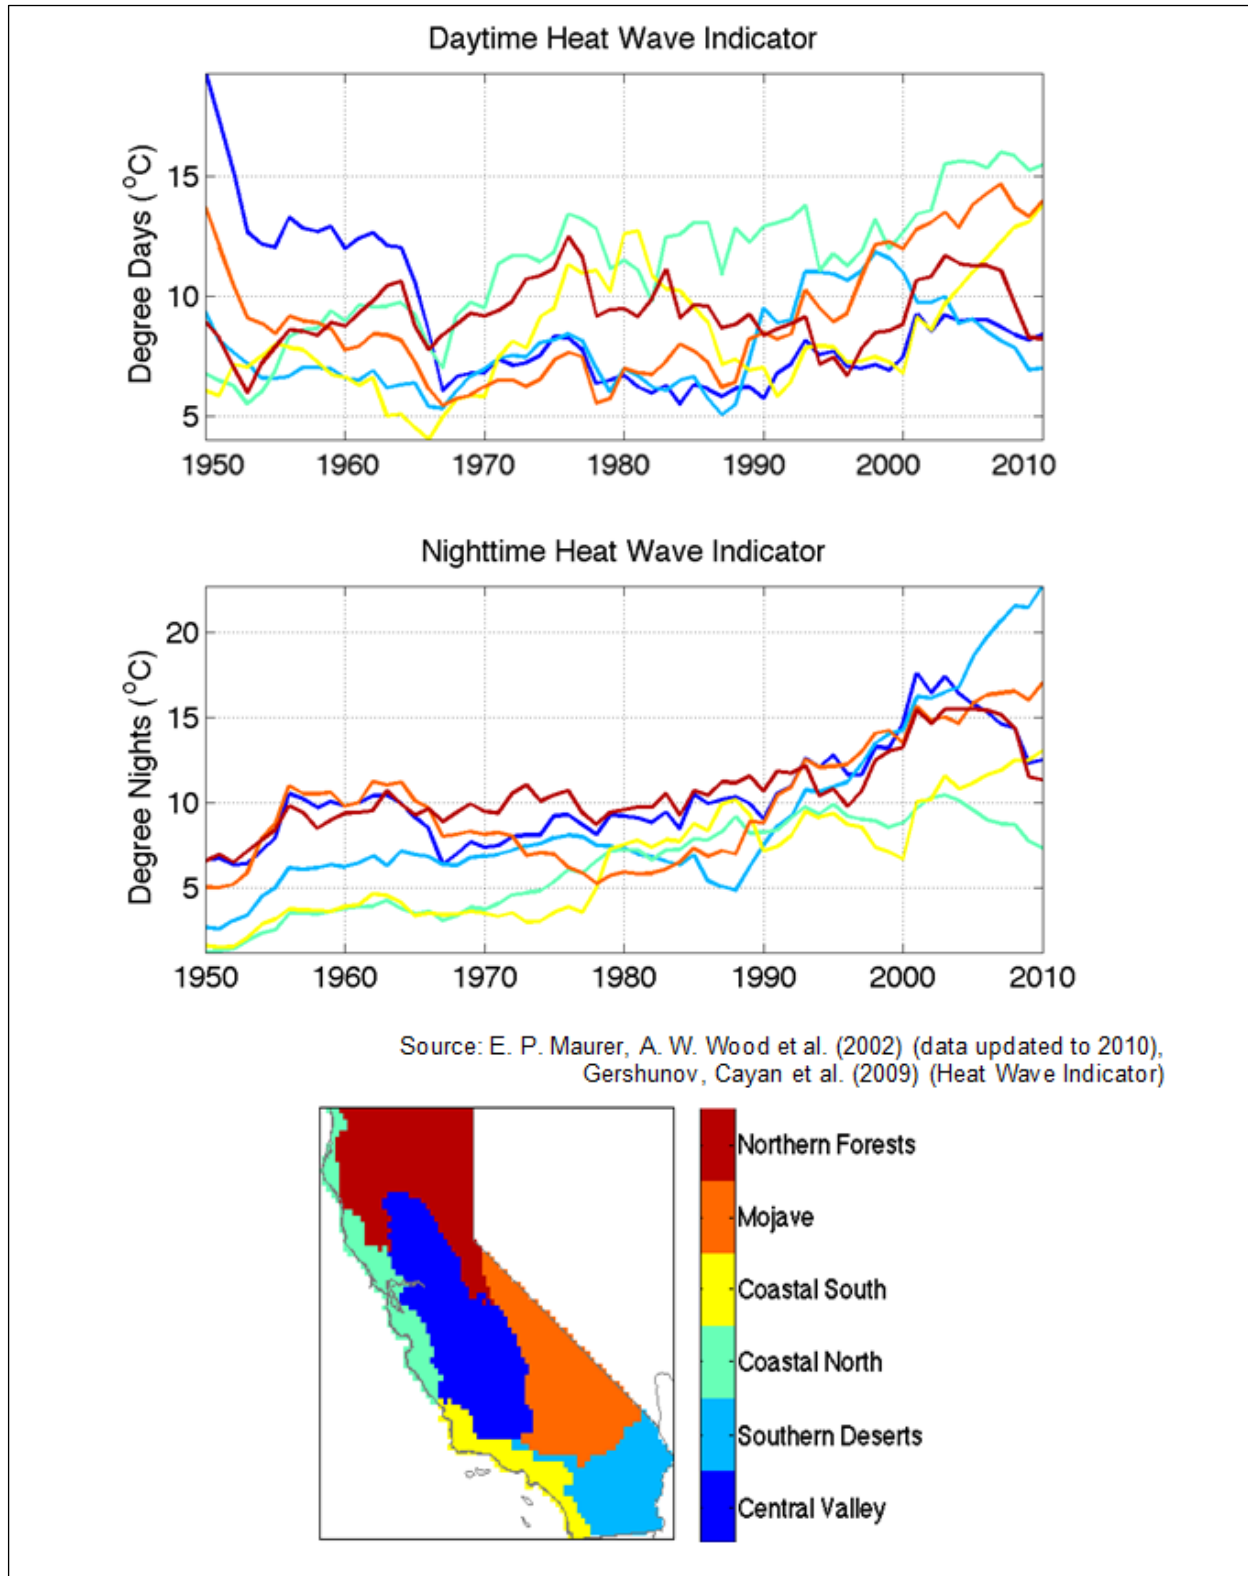 Daytime Heat Wave Indicator
Degree Days (°C)
15
10
5
1950 1960 1970 1980 1990 2000 2010
Nighttime Heat Wave Indicator
Degree Nights (°C)
20
15
10
5
1950 1960 1970 1980 1990 2000 2010
Source: E. P. Maurer, A. W. Wood et al. (2002) (data updated to 2010),
Gershunov, Cayan et al. (2009) (Heat Wave Indicator)
Northern Forests
Mojave
Coastal South
Coastal North
Southern Deserts
Central Valley